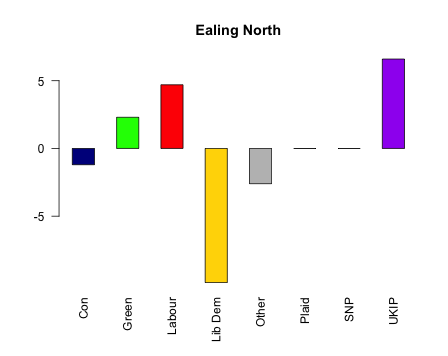 Ealing North
5
0
-5
Con
Green
Labour
Lib Dem
Other
Plaid
SNP
UKIP